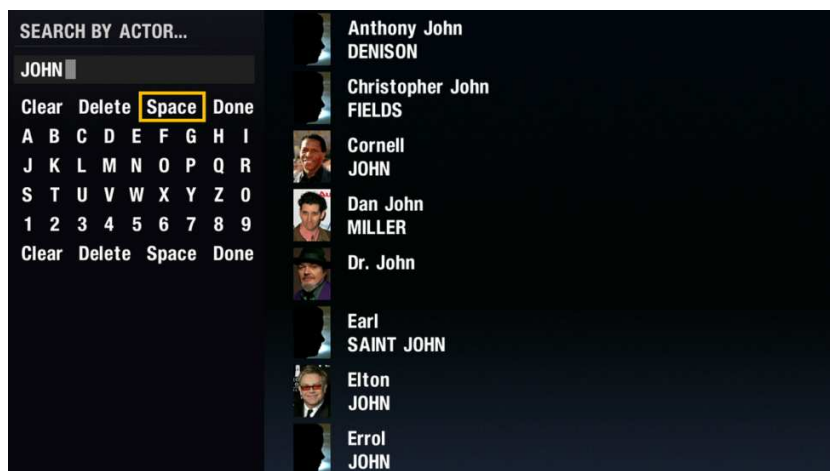 SEARCH BY ACTOR...
JOHN
Clear Delete Space Done
A B C D E F G H I
J K L M N O P Q R
S T U V W X Y Z 0
1 2 3 4 5 6 7 8 9
Clear Delete Space Done
Anthony John
DENISON
Christopher John
FIELDS
Cornell
JOHN
Dan John
MILLER
Dr. John
Earl
SAINT JOHN
Elton
JOHN
Errol
JOHN